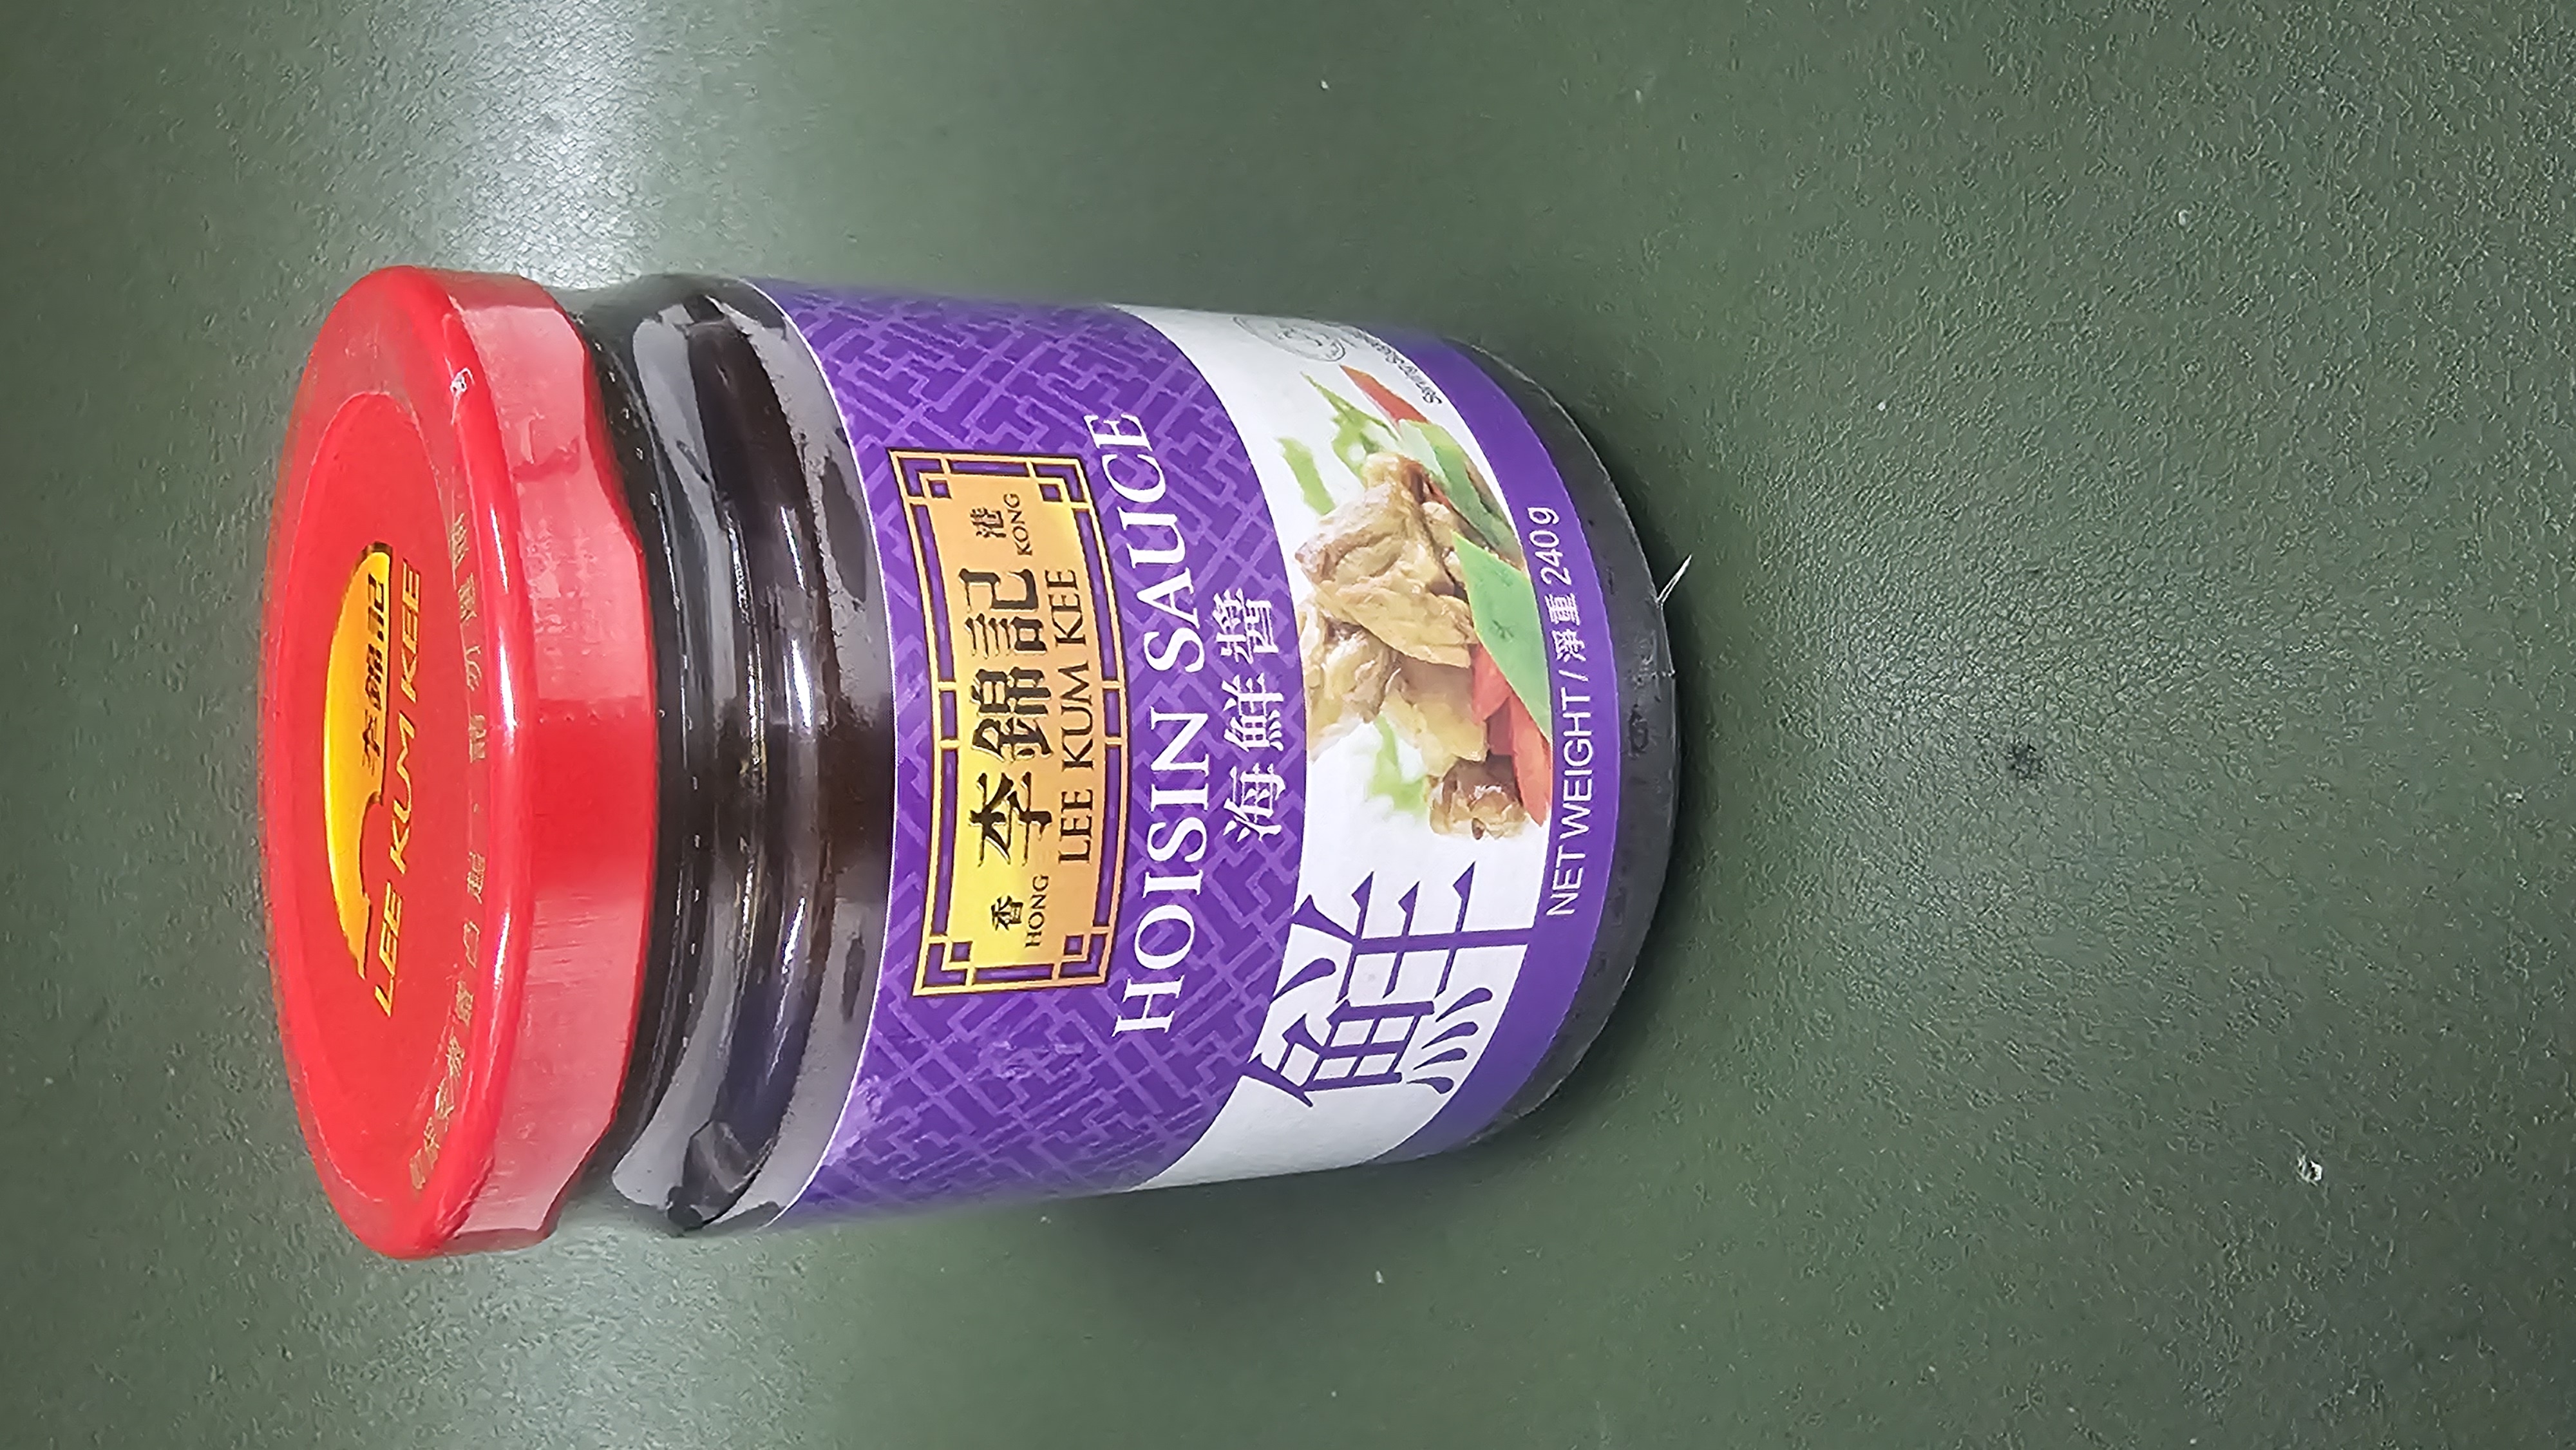 李錦記
LEE KUM KEE
香 李錦記 港
HONG LEE KUM KEE KONG
HOISIN SAUCE
海鮮醬
鮮
NET WEIGHT / 淨重 240g